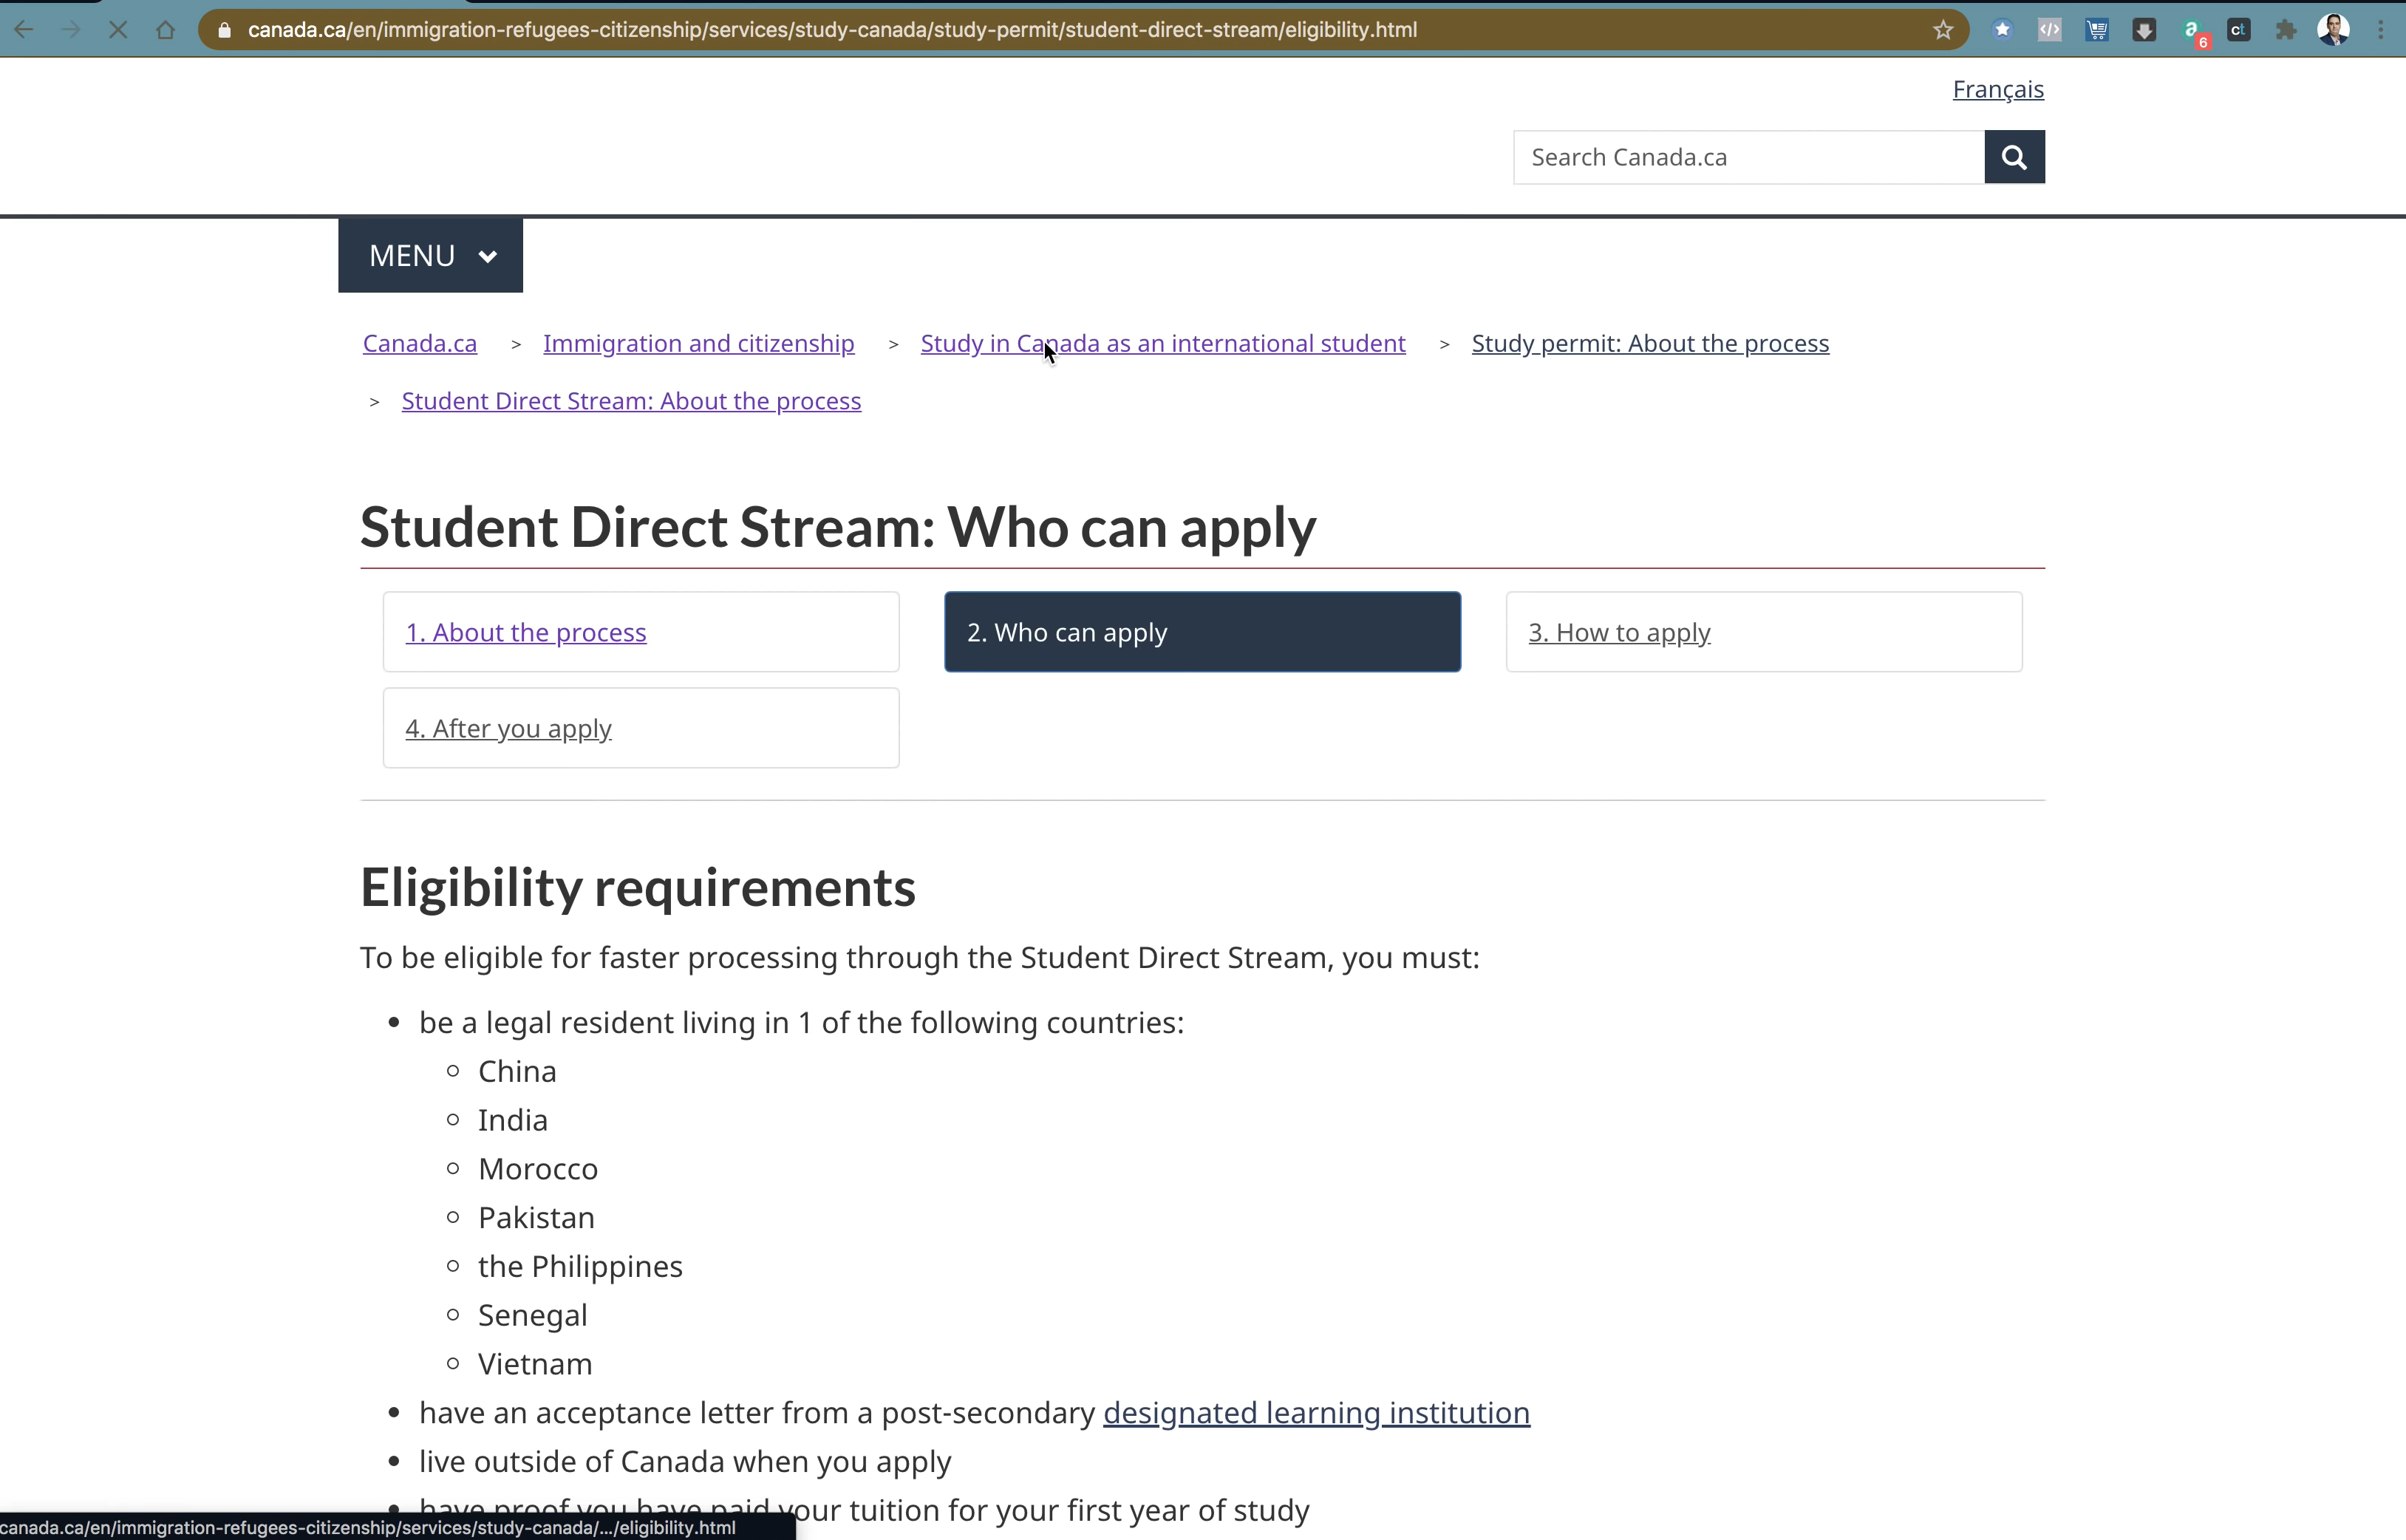 canada.ca/en/immigration-refugees-citizenship/services/study-canada/study-permit/student-direct-stream/eligibility.html
a
6
ct
Français
Search Canada.ca
MENU
Canada.ca > Immigration and citizenship > Study in Canada as an international student > Study permit: About the process
> Student Direct Stream: About the process
Student Direct Stream: Who can apply
1. About the process
2. Who can apply
3. How to apply
4. After you apply
Eligibility requirements
To be eligible for faster processing through the Student Direct Stream, you must:
be a legal resident living in 1 of the following countries:
China
India
Morocco
Pakistan
the Philippines
Senegal
Vietnam
have an acceptance letter from a post-secondary designated learning institution
live outside of Canada when you apply
have proof you have paid your tuition for your first year of study
canada.ca/en/immigration-refugees-citizenship/services/study-canada/.../eligibility.html